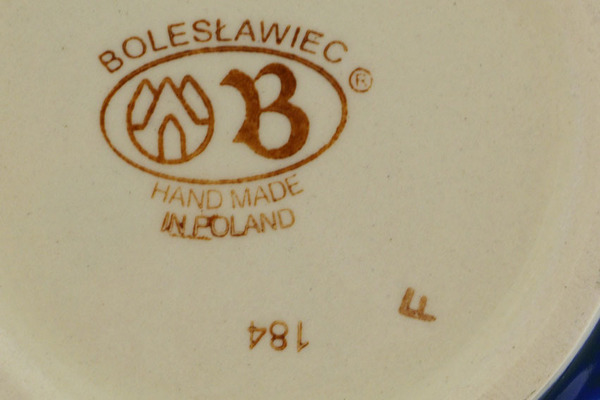 BOLESŁAWIEC ®
B
HAND MADE
IN POLAND
184
F